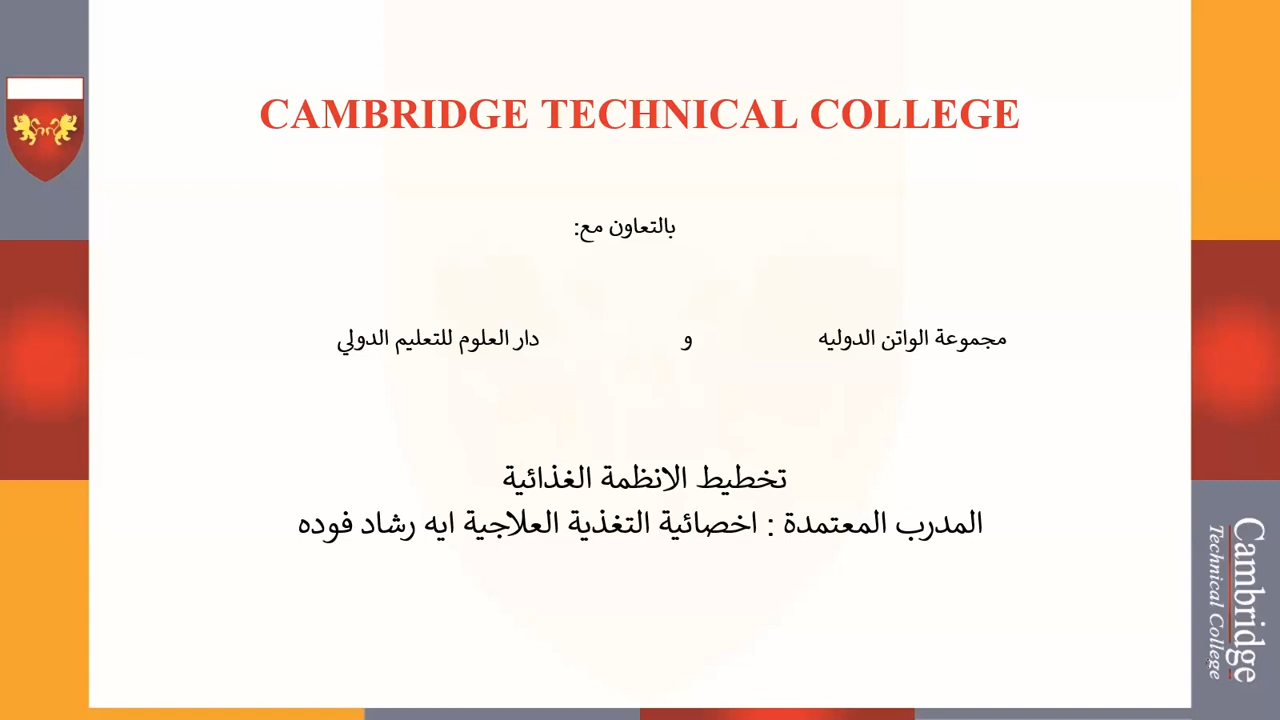 CAMBRIDGE TECHNICAL COLLEGE
بالتعاون مع:
مجموعة الواتن الدوليه و دار العلوم للتعليم الدولي
تخطيط الانظمة الغذائية
المدرب المعتمدة : اخصائية التغذية العلاجية ايه رشاد فوده
Cambridge
Technical College